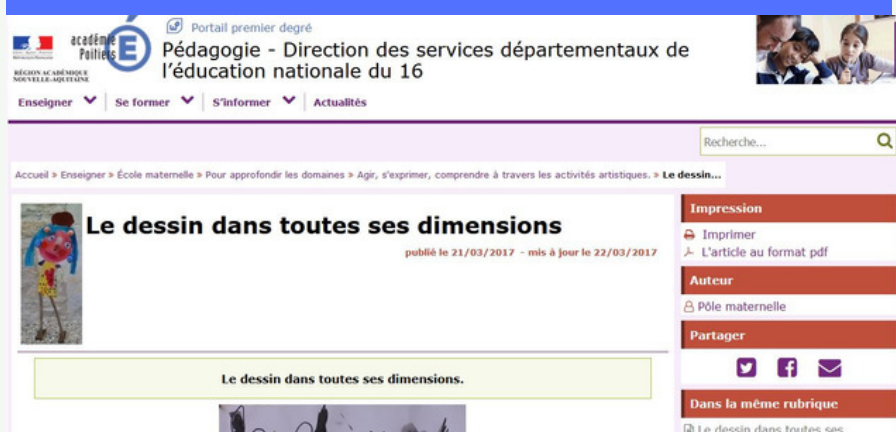 Portail premier degré
académie
Poitiers
Pédagogie - Direction des services départementaux de
l'éducation nationale du 16
RÉGION ACADÉMIQUE
NOUVELLE-AQUITAINE
Enseigner
Se former
S'informer
Actualités
Recherche...
Accueil » Enseigner » École maternelle » Pour approfondir les domaines » Agir, s'exprimer, comprendre à travers les activités artistiques. » Le dessin...
Le dessin dans toutes ses dimensions
publié le 21/03/2017 - mis à jour le 22/03/2017
Impression
Imprimer
L'article au format pdf
Auteur
Pôle maternelle
Partager
Le dessin dans toutes ses dimensions.
Dans la même rubrique
Le dessin dans toutes ses